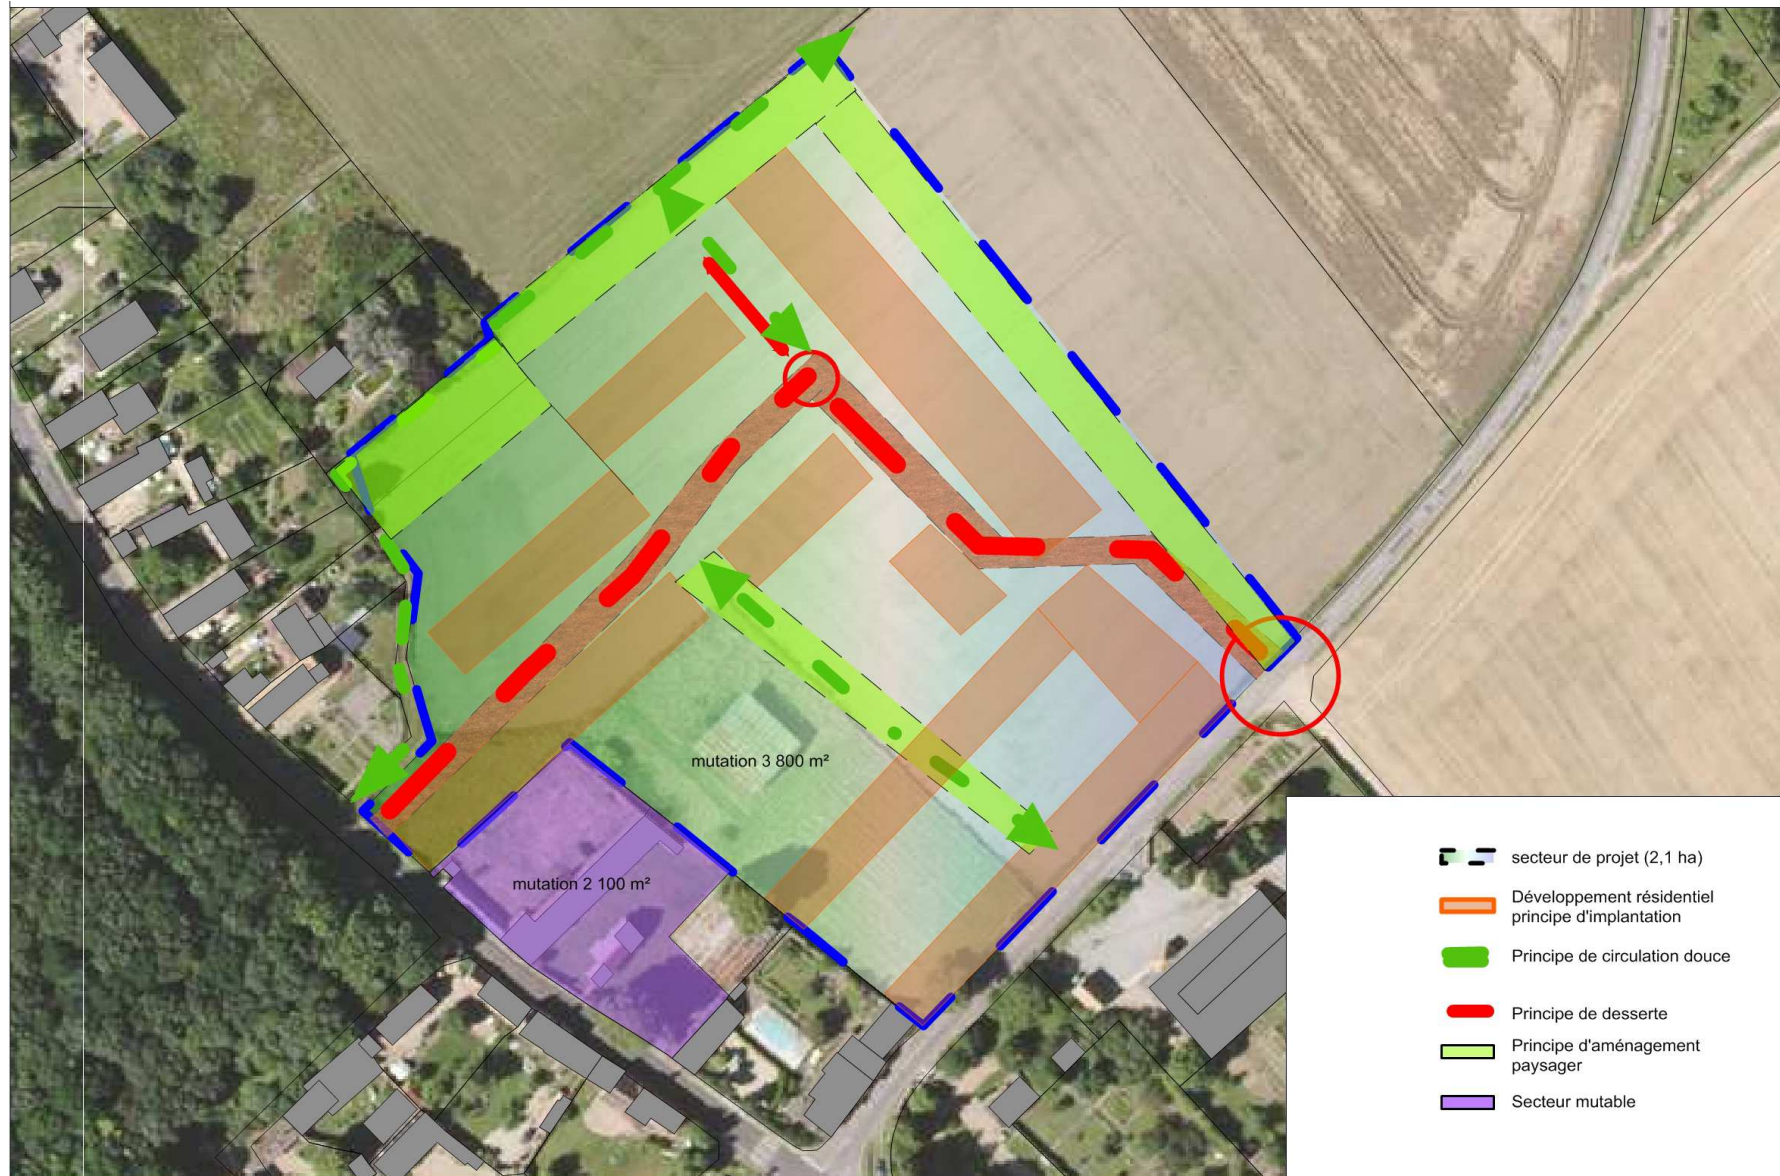 mutation 3 800 m²
mutation 2 100 m²
secteur de projet (2,1 ha)
Développement résidentiel
principe d'implantation
Principe de circulation douce
Principe de desserte
Principe d'aménagement
paysager
Secteur mutable